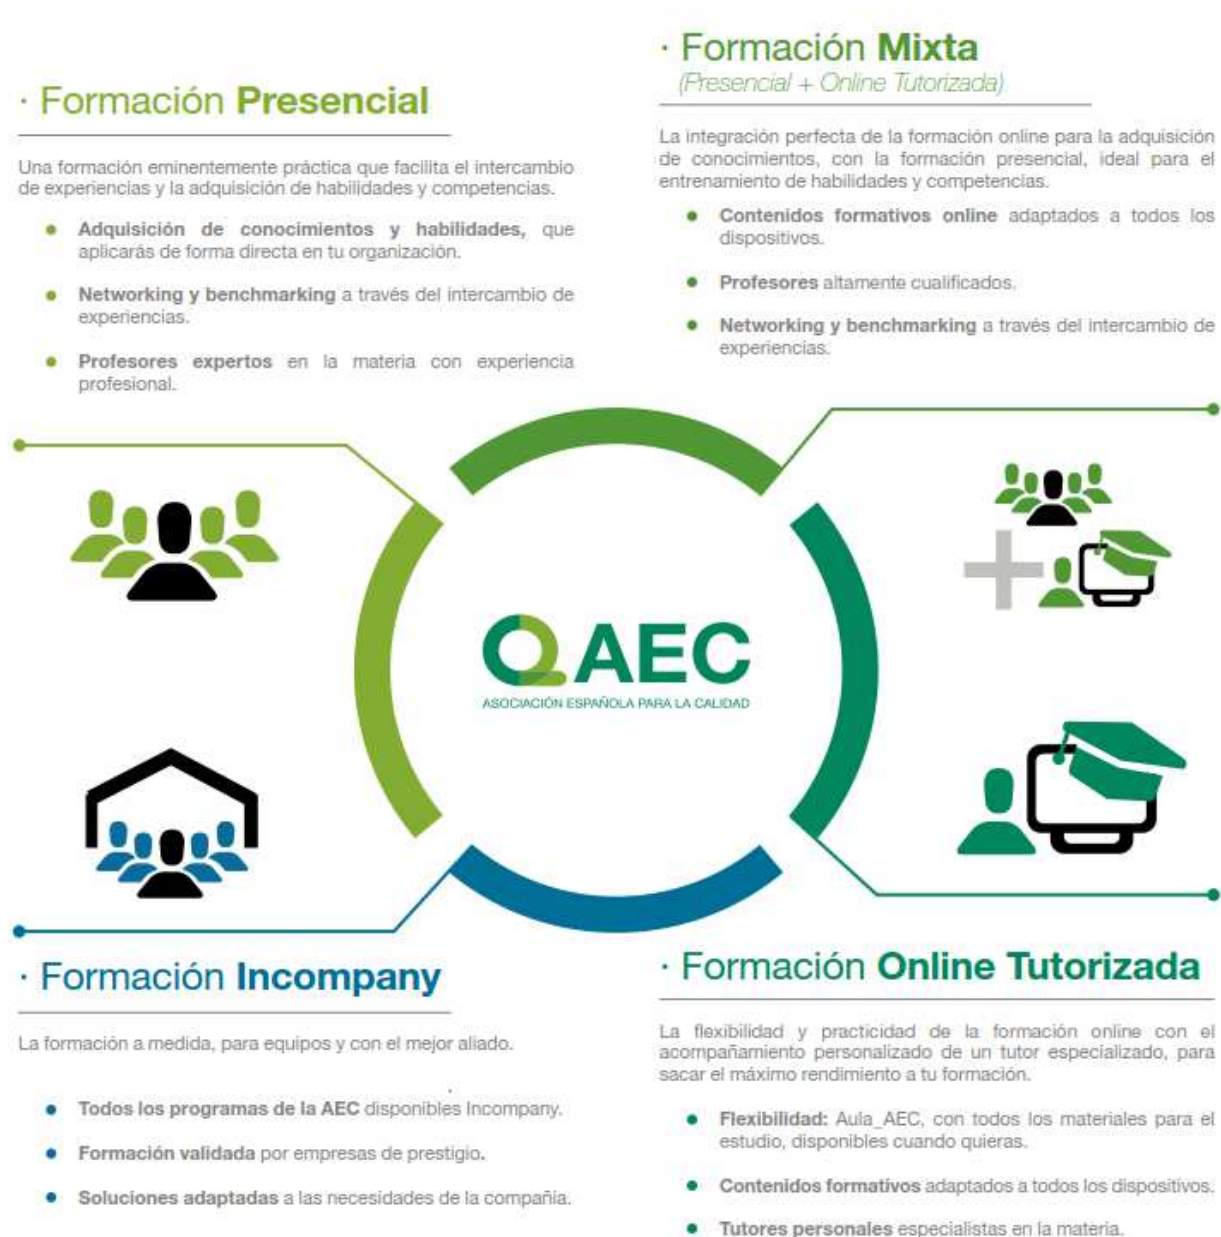 · Formación Presencial
Una formación eminentemente práctica que facilita el intercambio
de experiencias y la adquisición de habilidades y competencias.
Adquisición de conocimientos y habilidades, que
aplicarás de forma directa en tu organización.
Networking y benchmarking a través del intercambio de
experiencias.
Profesores expertos en la materia con experiencia
profesional.
· Formación Mixta
(Presencial + Online Tutorizada)
La integración perfecta de la formación online para la adquisición
de conocimientos, con la formación presencial, ideal para el
entrenamiento de habilidades y competencias.
Contenidos formativos online adaptados a todos los
dispositivos.
Profesores altamente cualificados.
Networking y benchmarking a través del intercambio de
experiencias.
AEC
ASOCIACIÓN ESPAÑOLA PARA LA CALIDAD
· Formación Incompany
La formación a medida, para equipos y con el mejor aliado.
Todos los programas de la AEC disponibles Incompany.
Formación validada por empresas de prestigio.
Soluciones adaptadas a las necesidades de la compañía.
· Formación Online Tutorizada
La flexibilidad y practicidad de la formación online con el
acompañamiento personalizado de un tutor especializado, para
sacar el máximo rendimiento a tu formación.
Flexibilidad: Aula_AEC, con todos los materiales para el
estudio, disponibles cuando quieras.
Contenidos formativos adaptados a todos los dispositivos.
Tutores personales especialistas en la materia.